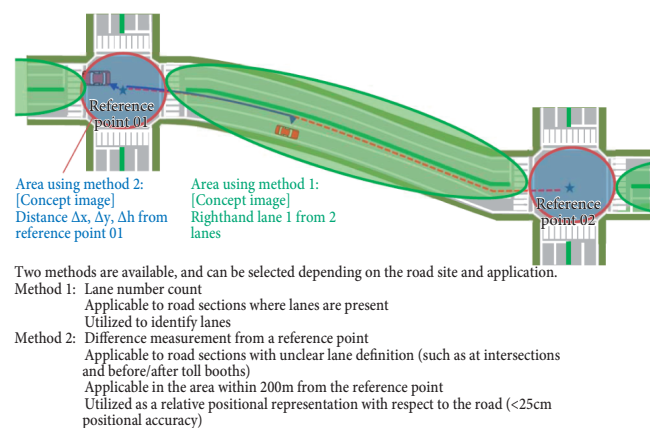 Reference
point 01
Reference
point 02
Area using method 2:
[Concept image]
Distance Δx, Δy, Δh from
reference point 01
Area using method 1:
[Concept image]
Righthand lane 1 from 2
lanes
Two methods are available, and can be selected depending on the road site and application.
Method 1: Lane number count
Applicable to road sections where lanes are present
Utilized to identify lanes
Method 2: Difference measurement from a reference point
Applicable to road sections with unclear lane definition (such as at intersections
and before/after toll booths)
Applicable in the area within 200m from the reference point
Utilized as a relative positional representation with respect to the road (<25cm
positional accuracy)